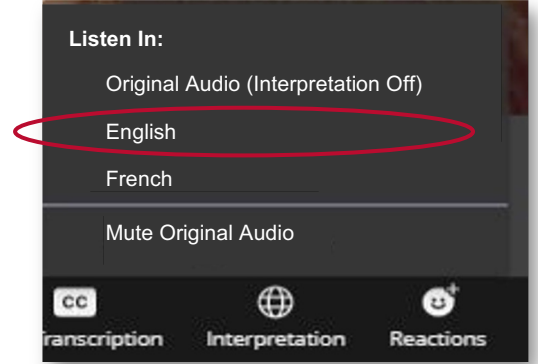 Listen In:
Original Audio (Interpretation Off)
English
French
Mute Original Audio
CC
ranscription Interpretation Reactions